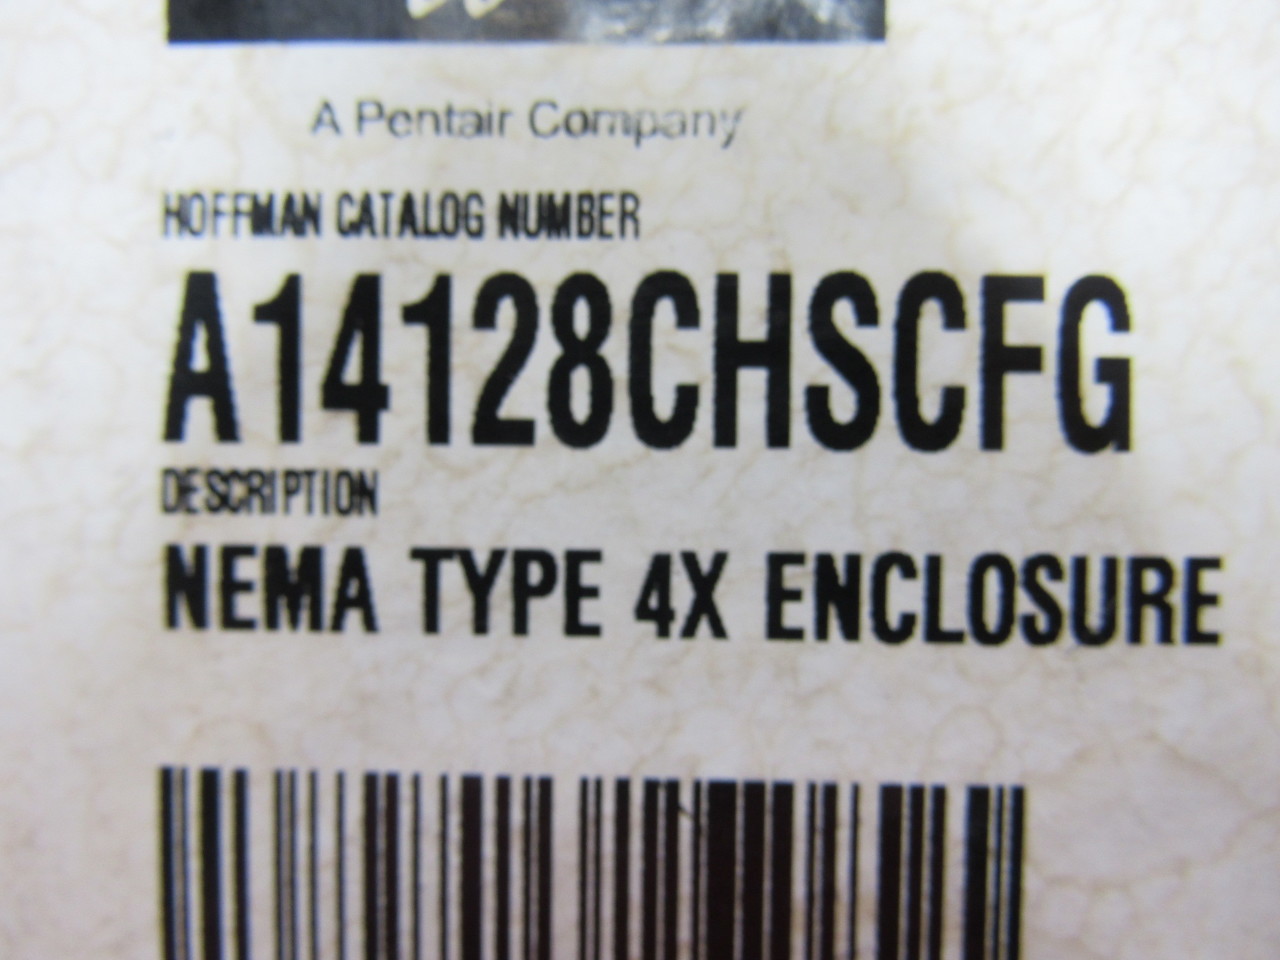 A Pentair Company
HOFFMAN CATALOG NUMBER
A14128CHSCFG
DESCRIPTION
NEMA TYPE 4X ENCLOSURE